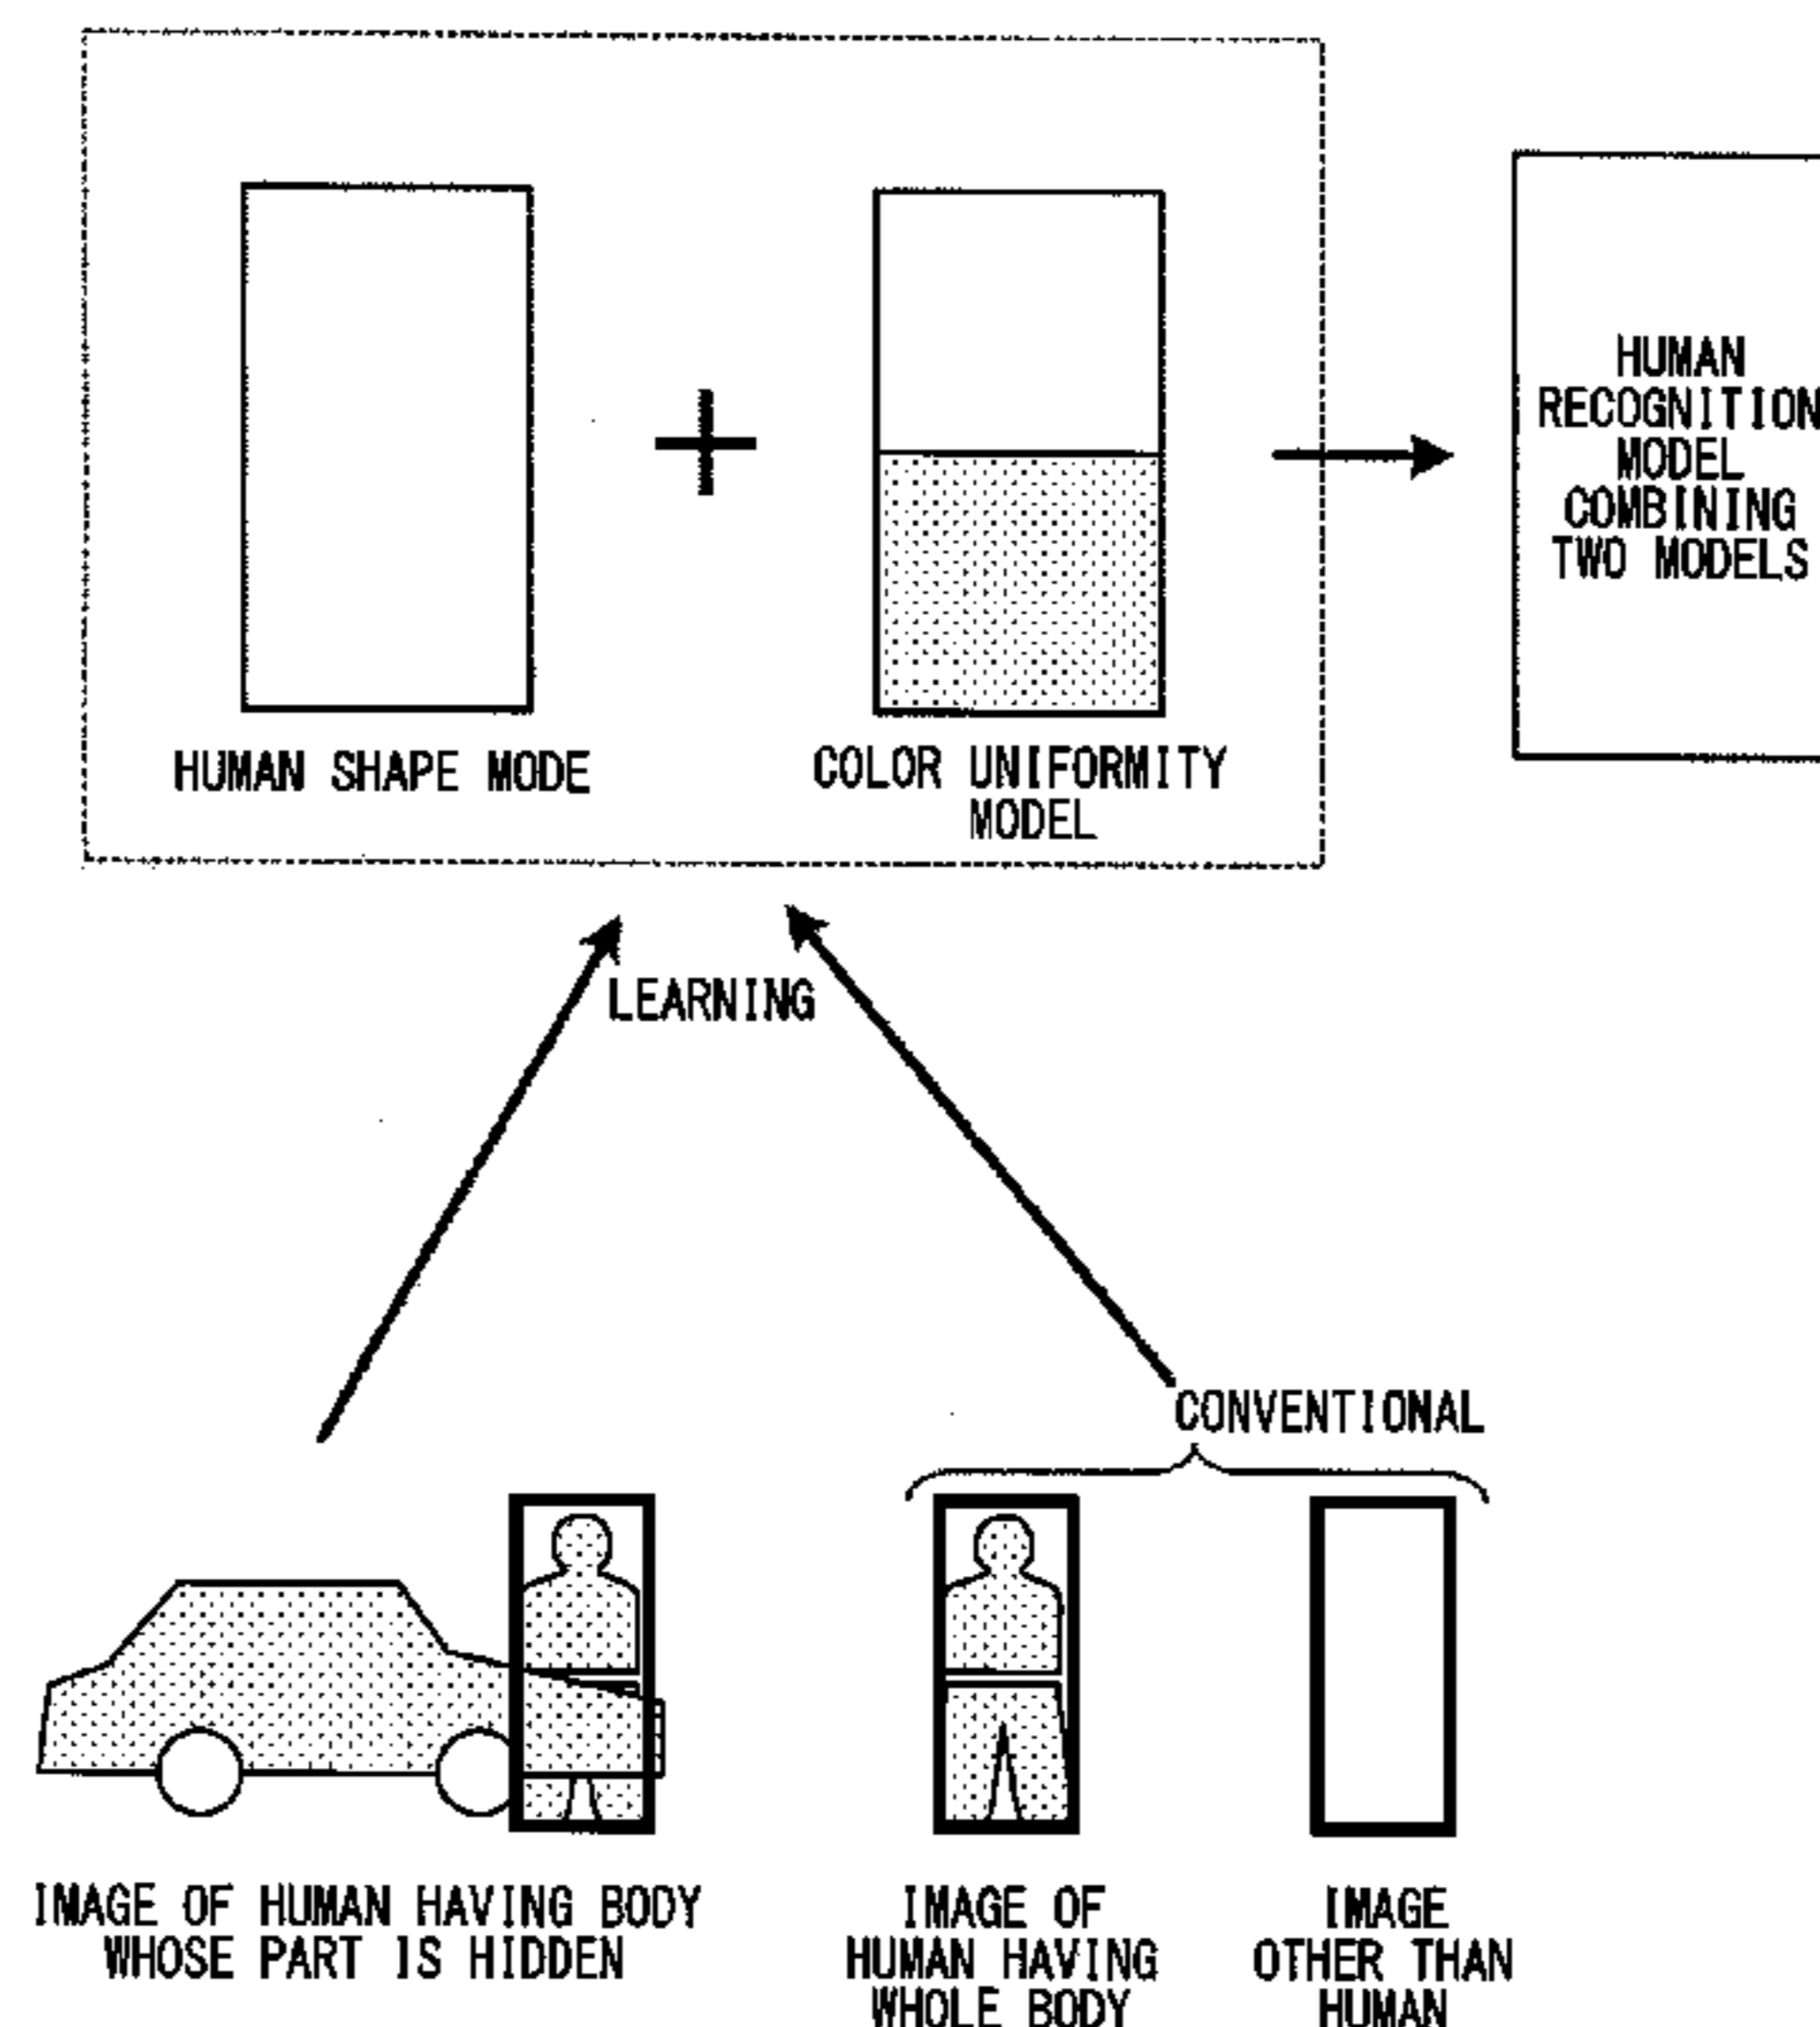 HUMAN
RECOGNITION
MODEL
COMBINING
TWO MODELS
HUMAN SHAPE MODE
COLOR UNIFORMITY
MODEL
LEARNING
CONVENTIONAL
IMAGE OF HUMAN HAVING BODY
WHOSE PART IS HIDDEN
IMAGE OF
HUMAN HAVING
WHOLE BODY
IMAGE
OTHER THAN
HUMAN